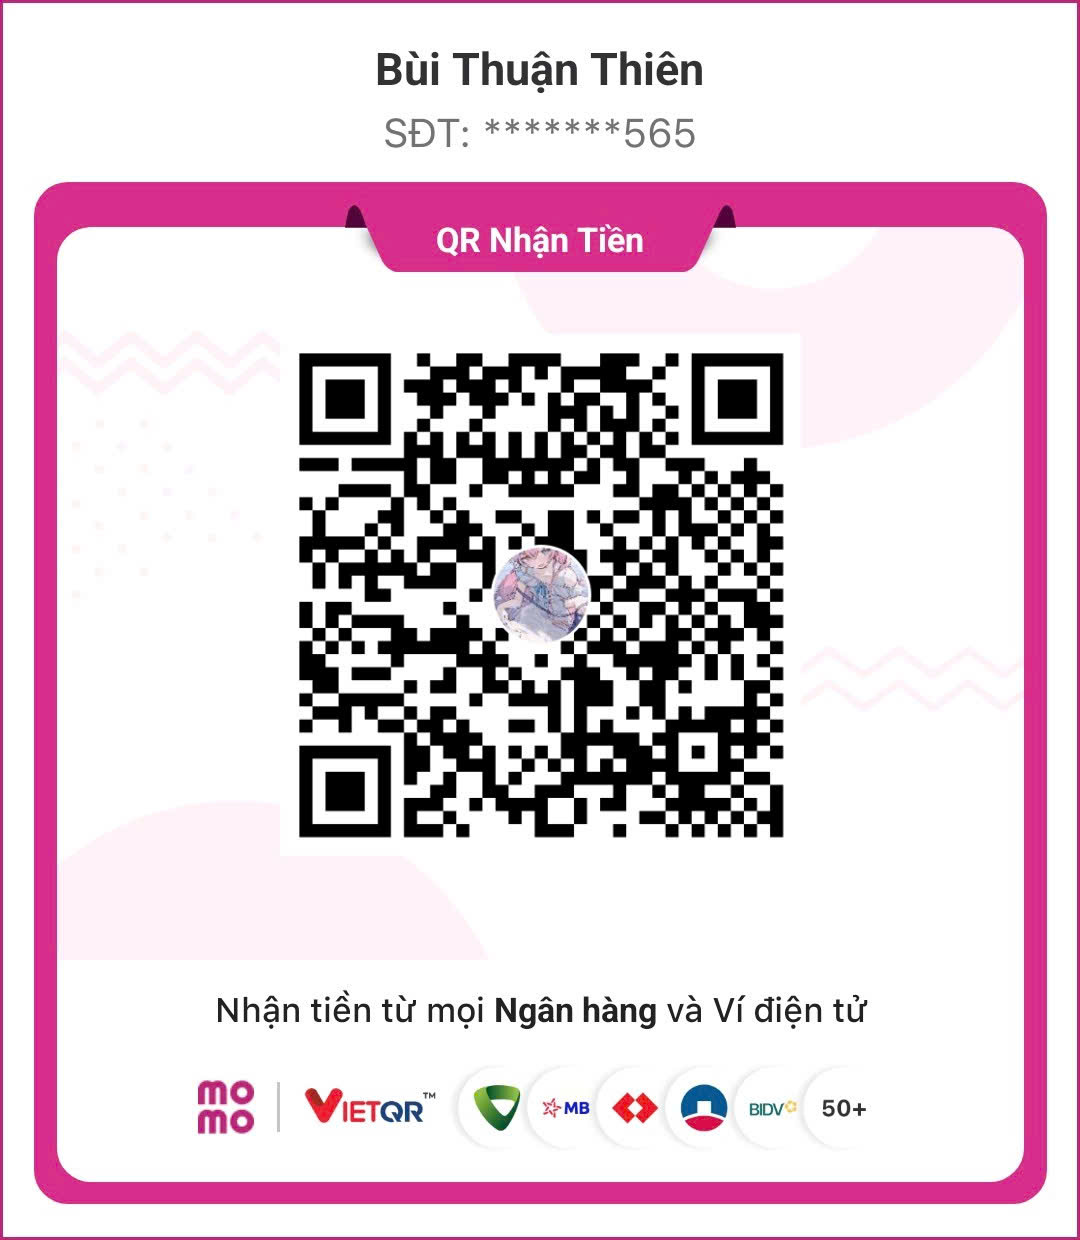 Bùi Thuận Thiên
SĐT: *******565
QR Nhận Tiền
Nhận tiền từ mọi Ngân hàng và Ví điện tử
mo
mo
VIETQR™
MB
BIDV
50+